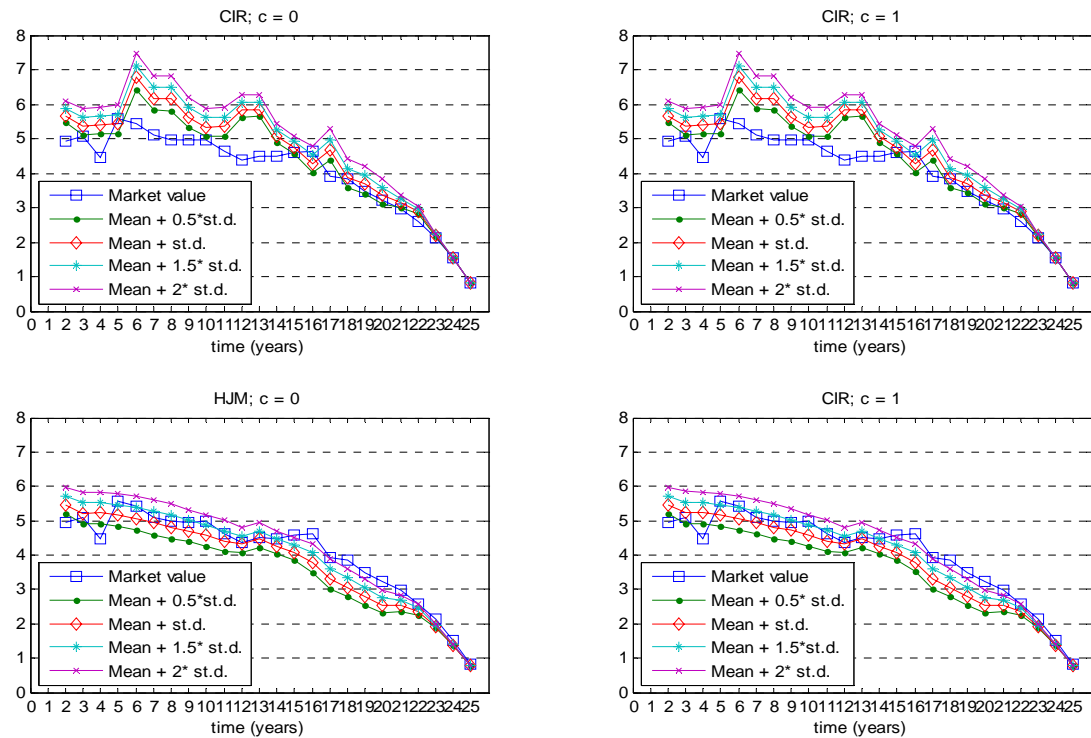 CIR; c = 0
8
7
6
5
4
3
2
1
0
Market value
Mean + 0.5*st.d.
Mean + st.d.
Mean + 1.5* st.d.
Mean + 2* st.d.
0 1 2 3 4 5 6 7 8 9 10 11 12 13 14 15 16 17 18 19 20 21 22 23 24 25
time (years)
CIR; c = 1
8
7
6
5
4
3
2
1
0
Market value
Mean + 0.5* st.d.
Mean + st.d.
Mean + 1.5* st.d.
Mean + 2* st.d.
0 1 2 3 4 5 6 7 8 9 10 11 12 13 14 15 16 17 18 19 20 21 22 23 24 25
time (years)
HJM; c = 0
8
7
6
5
4
3
2
1
0
Market value
Mean + 0.5*st.d.
Mean + st.d.
Mean + 1.5* st.d.
Mean + 2* st.d.
0 1 2 3 4 5 6 7 8 9 10 11 12 13 14 15 16 17 18 19 20 21 22 23 24 25
time (years)
CIR; c = 1
8
7
6
5
4
3
2
1
0
Market value
Mean + 0.5* st.d.
Mean + st.d.
Mean + 1.5*st.d.
Mean + 2* st.d.
0 1 2 3 4 5 6 7 8 9 10 11 12 13 14 15 16 17 18 19 20 21 22 23 24 25
time (years)